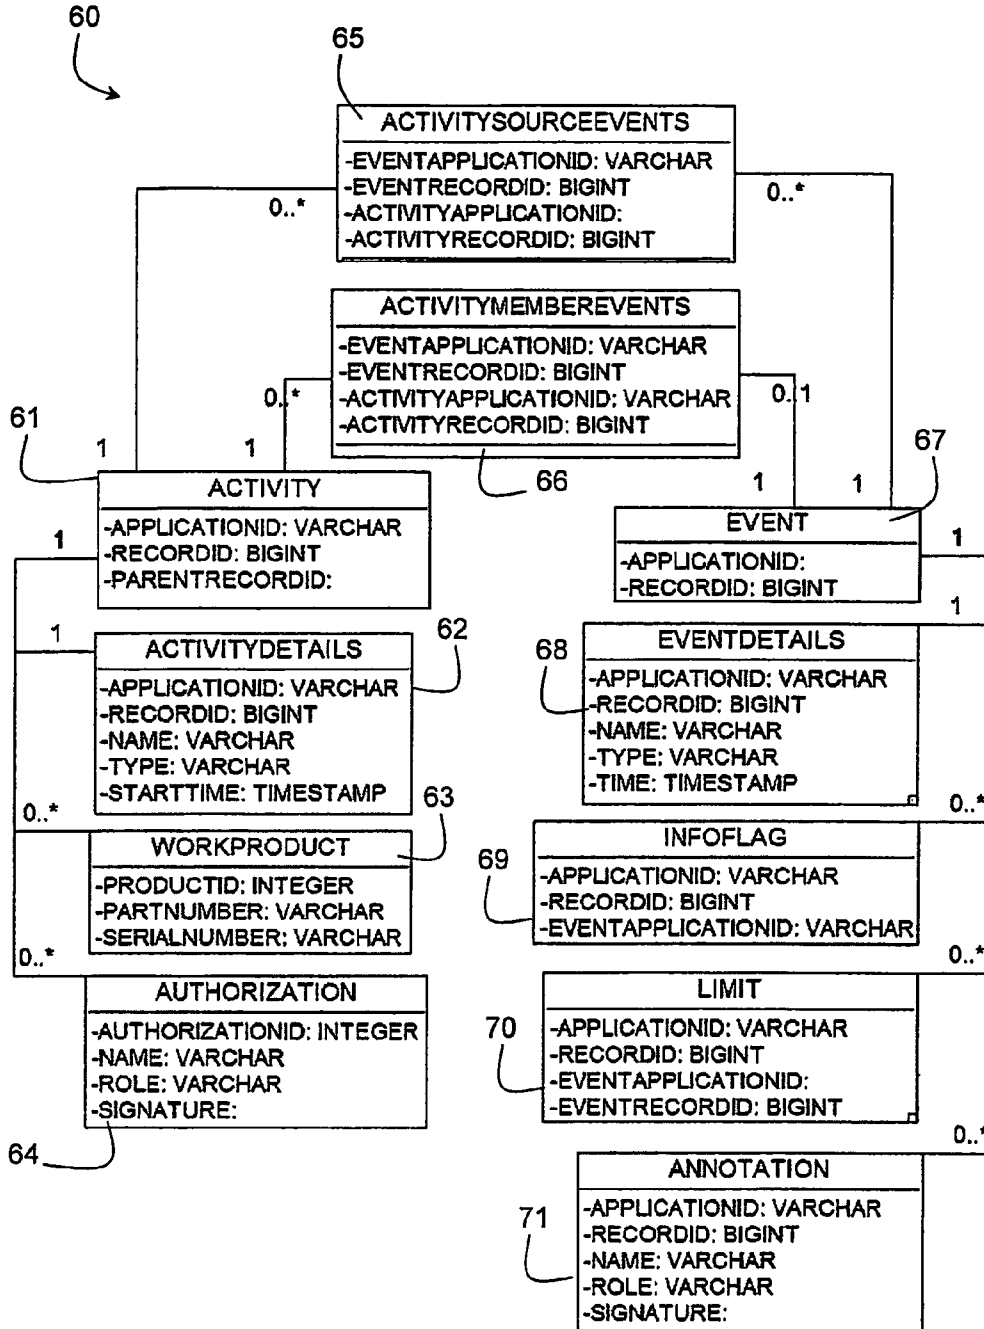 60
65
ACTIVITYSOURCEEVENTS
-EVENTAPPLICATIONID: VARCHAR
-EVENTRECORDID: BIGINT
-ACTIVITYAPPLICATIONID:
-ACTIVITYRECORDID: BIGINT
0..*
0..*
ACTIVITYMEMBEREVENTS
-EVENTAPPLICATIONID: VARCHAR
-EVENTRECORDID: BIGINT
-ACTIVITYAPPLICATIONID: VARCHAR
-ACTIVITYRECORDID: BIGINT
0..*
0..1
61
1
1
66
1
1
67
ACTIVITY
-APPLICATIONID: VARCHAR
-RECORDID: BIGINT
-PARENTRECORDID:
1
EVENT
-APPLICATIONID:
-RECORDID: BIGINT
1
1
ACTIVITYDETAILS
-APPLICATIONID: VARCHAR
-RECORDID: BIGINT
-NAME: VARCHAR
-TYPE: VARCHAR
-STARTTIME: TIMESTAMP
62
1
68
EVENTDETAILS
-APPLICATIONID: VARCHAR
-RECORDID: BIGINT
-NAME: VARCHAR
-TYPE: VARCHAR
-TIME: TIMESTAMP
0..*
63
WORKPRODUCT
-PRODUCTID: INTEGER
-PARTNUMBER: VARCHAR
-SERIALNUMBER: VARCHAR
0..*
69
INFOFLAG
-APPLICATIONID: VARCHAR
-RECORDID: BIGINT
-EVENTAPPLICATIONID: VARCHAR
0..*
AUTHORIZATION
-AUTHORIZATIONID: INTEGER
-NAME: VARCHAR
-ROLE: VARCHAR
-SIGNATURE:
64
0..*
70
LIMIT
-APPLICATIONID: VARCHAR
-RECORDID: BIGINT
-EVENTAPPLICATIONID:
-EVENTRECORDID: BIGINT
0..*
71
ANNOTATION
-APPLICATIONID: VARCHAR
-RECORDID: BIGINT
-NAME: VARCHAR
-ROLE: VARCHAR
-SIGNATURE: